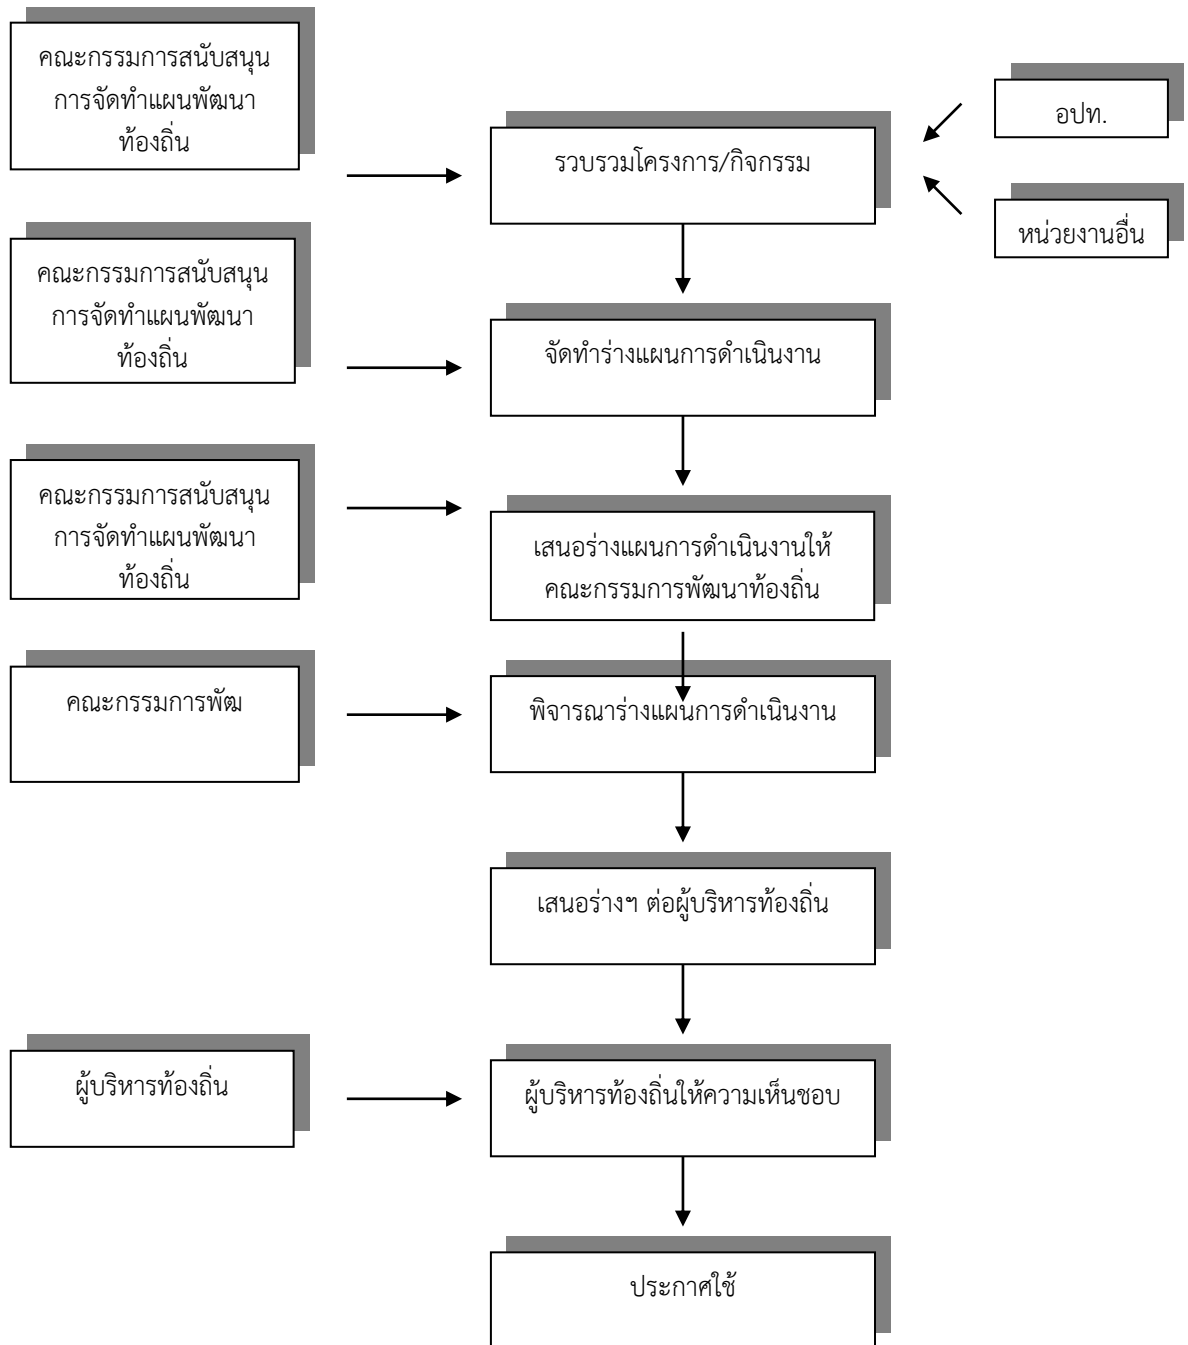 คณะกรรมการสนับสนุน
การจัดทำแผนพัฒนา
ท้องถิ่น
รวบรวมโครงการ/กิจกรรม
อปท.
หน่วยงานอื่น
คณะกรรมการสนับสนุน
การจัดทำแผนพัฒนา
ท้องถิ่น
จัดทำร่างแผนการดำเนินงาน
คณะกรรมการสนับสนุน
การจัดทำแผนพัฒนา
ท้องถิ่น
เสนอร่างแผนการดำเนินงานให้
คณะกรรมการพัฒนาท้องถิ่น
คณะกรรมการพัฒ
พิจารณาร่างแผนการดำเนินงาน
เสนอร่างฯ ต่อผู้บริหารท้องถิ่น
ผู้บริหารท้องถิ่น
ผู้บริหารท้องถิ่นให้ความเห็นชอบ
ประกาศใช้